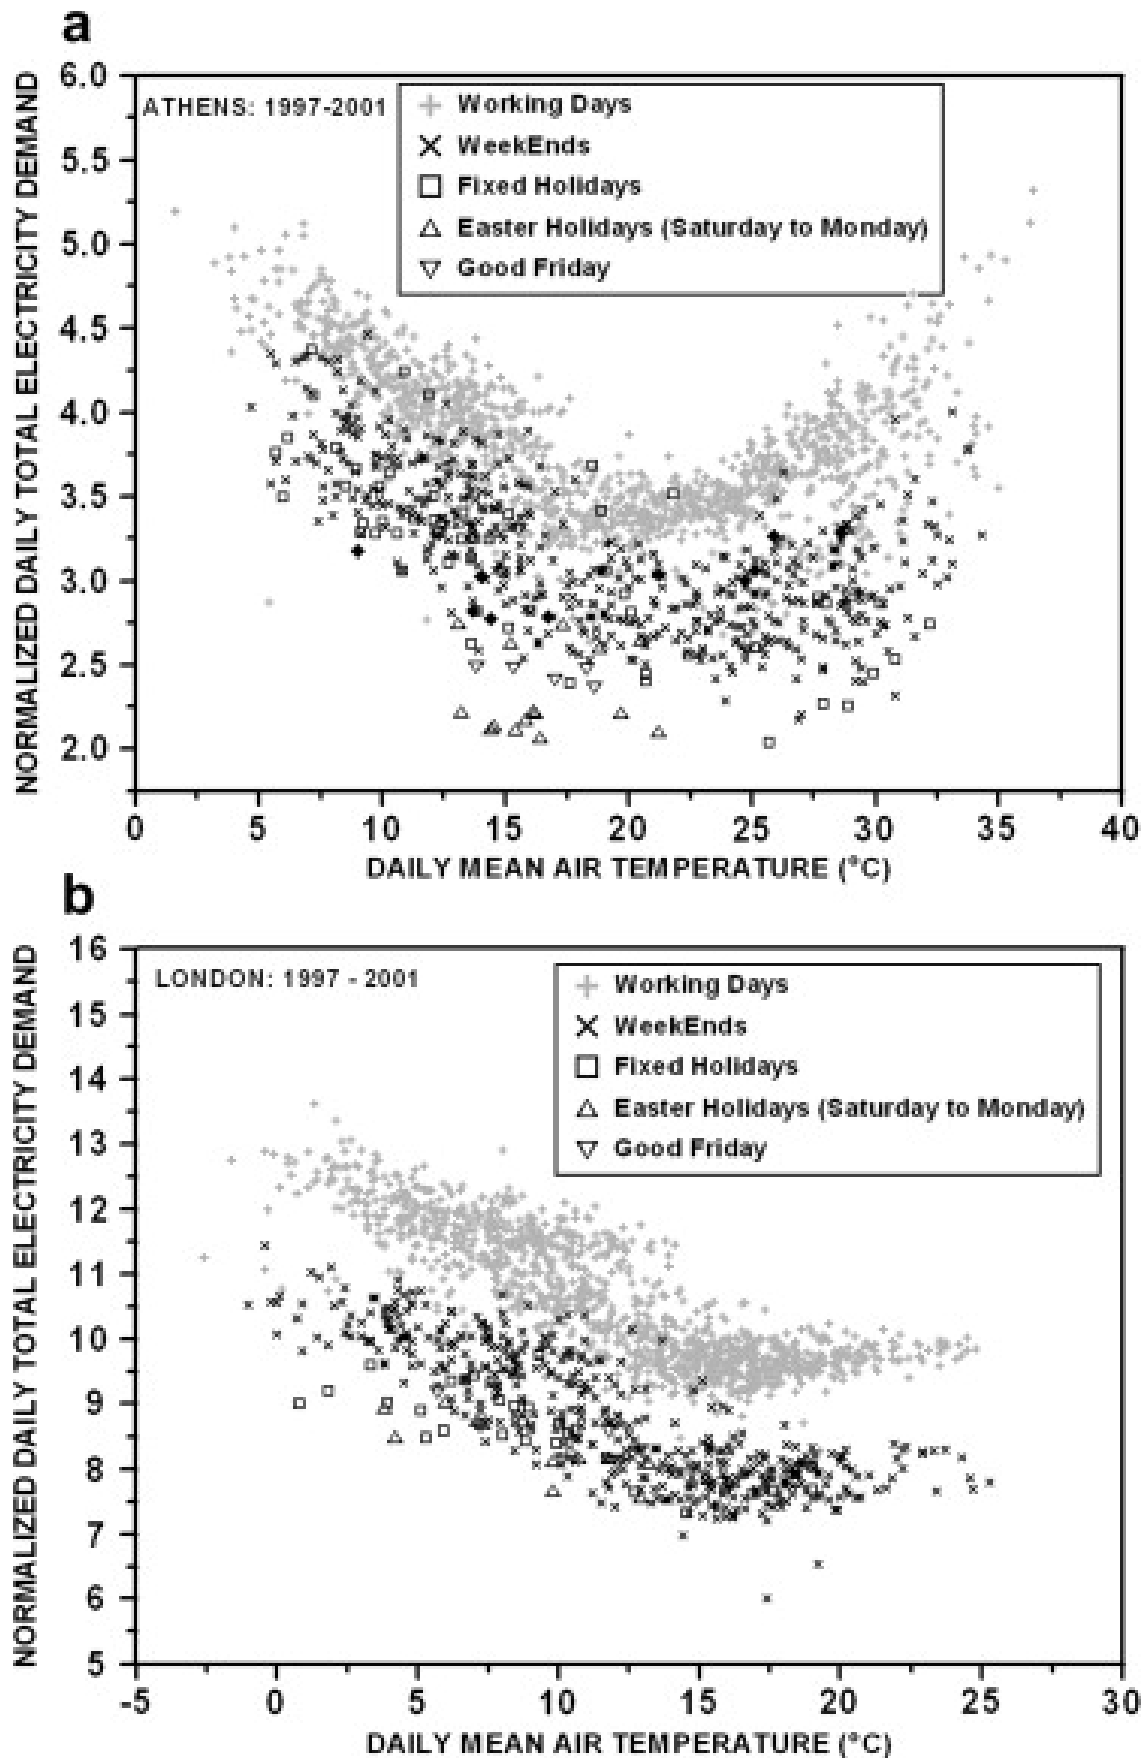 a
6.0
ATHENS: 1997-2001
Working Days
WeekEnds
Fixed Holidays
Easter Holidays (Saturday to Monday)
Good Friday
5.5
5.0
4.5
4.0
3.5
3.0
2.5
2.0
NORMALIZED DAILY TOTAL ELECTRICITY DEMAND
0 5 10 15 20 25 30 35 40
DAILY MEAN AIR TEMPERATURE (°C)
b
16
LONDON: 1997 - 2001
Working Days
WeekEnds
Fixed Holidays
Easter Holidays (Saturday to Monday)
Good Friday
15
14
13
12
11
10
9
8
7
6
5
NORMALIZED DAILY TOTAL ELECTRICITY DEMAND
-5 0 5 10 15 20 25 30
DAILY MEAN AIR TEMPERATURE (°C)